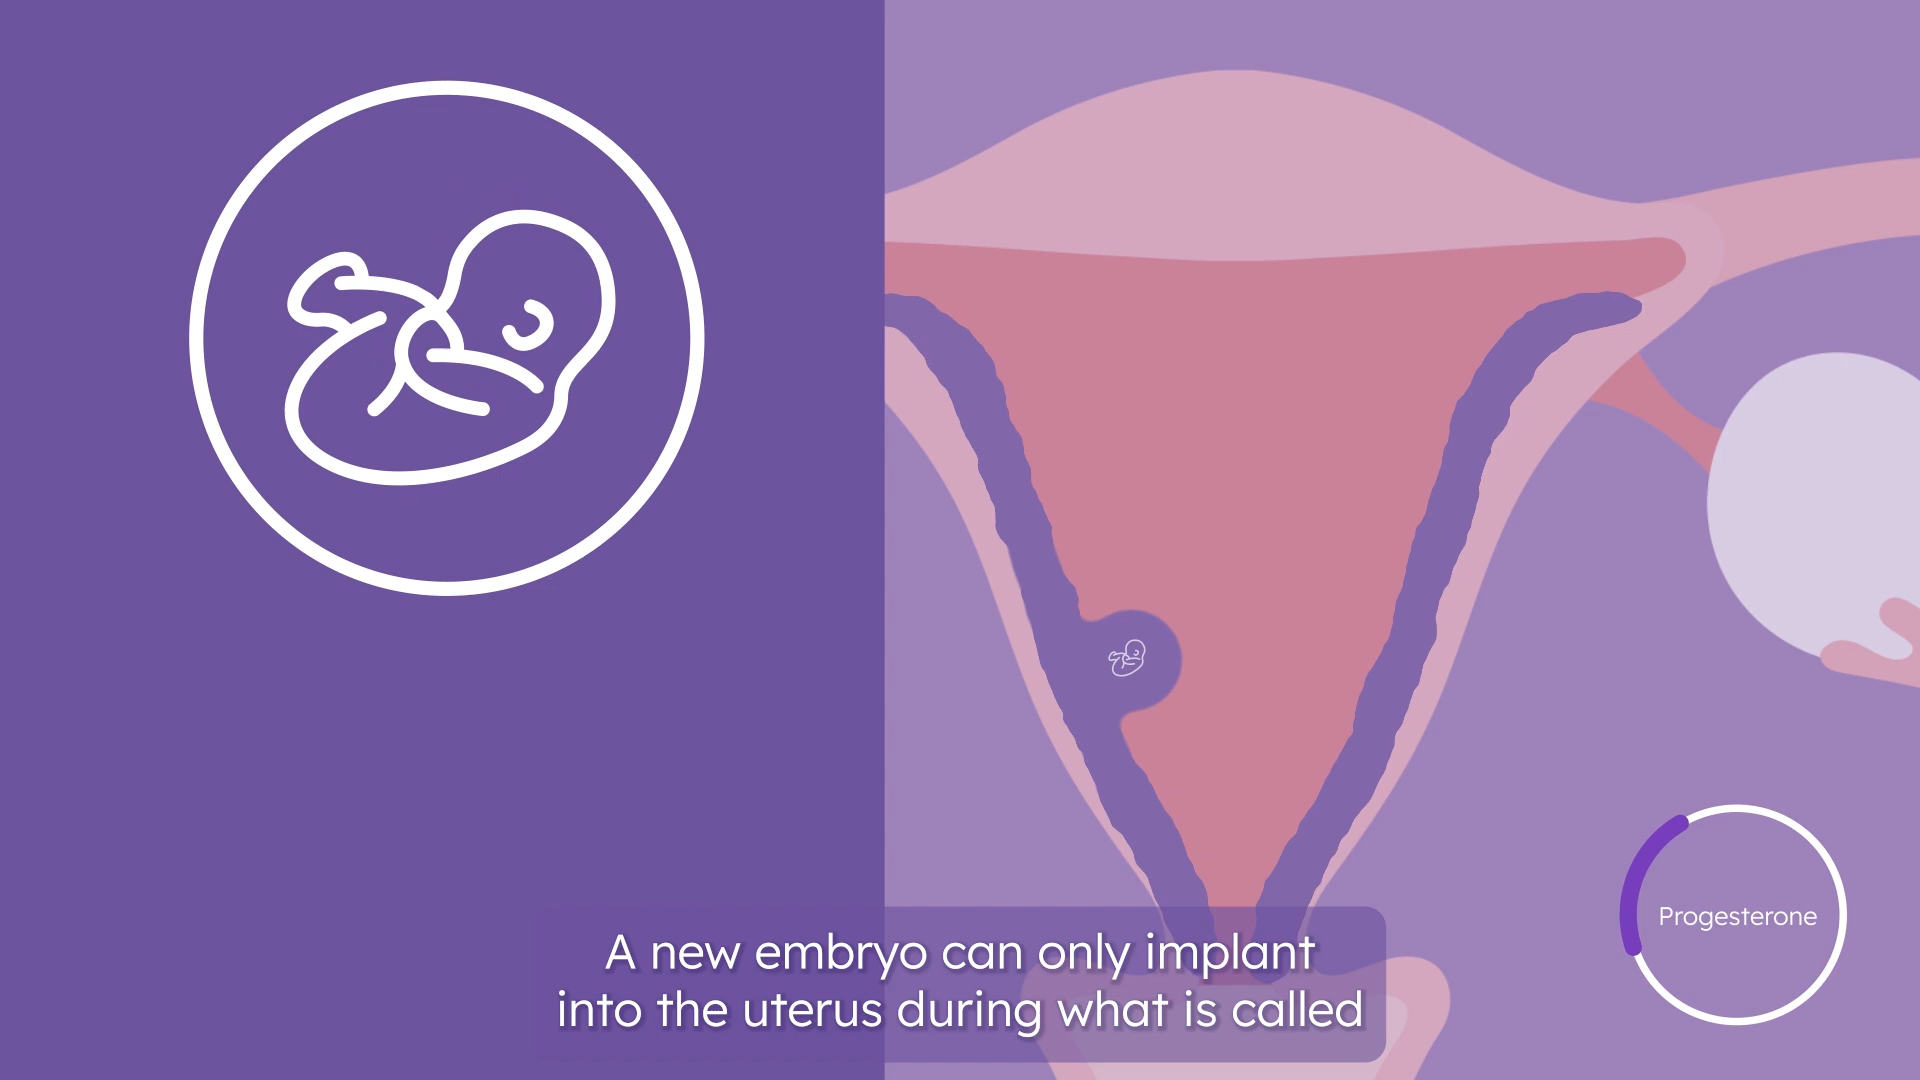 Progesterone
A new embryo can only implant
into the uterus during what is called